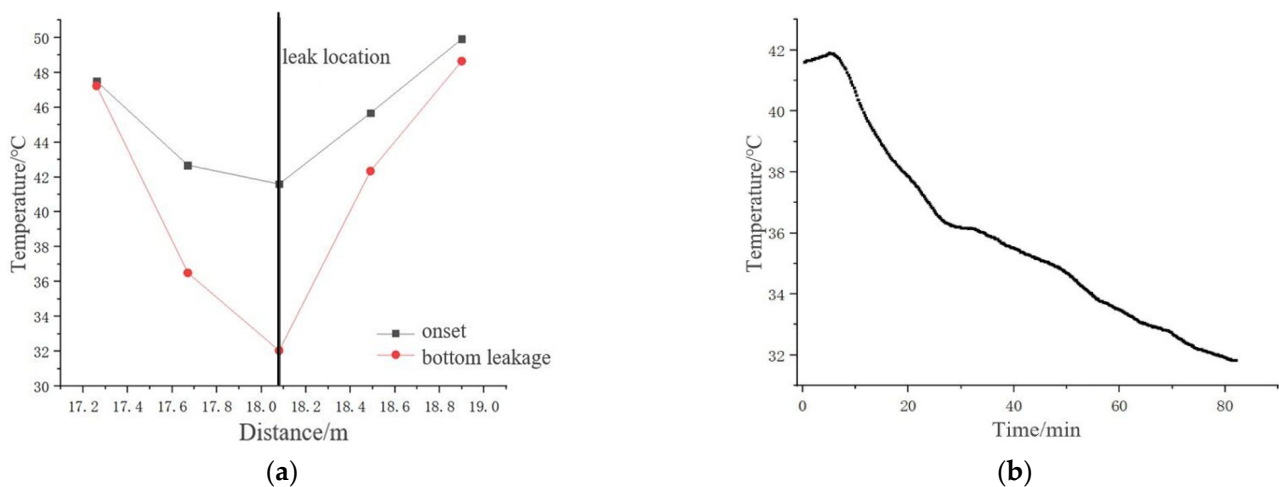 50
48
46
44
42
40
38
36
34
32
30
Temperature/°C
leak location
onset
bottom leakage
17.2 17.4 17.6 17.8 18.0 18.2 18.4 18.6 18.8 19.0
Distance/m
(a)
42
40
38
36
34
32
Temperature/°C
0 20 40 60 80
Time/min
(b)